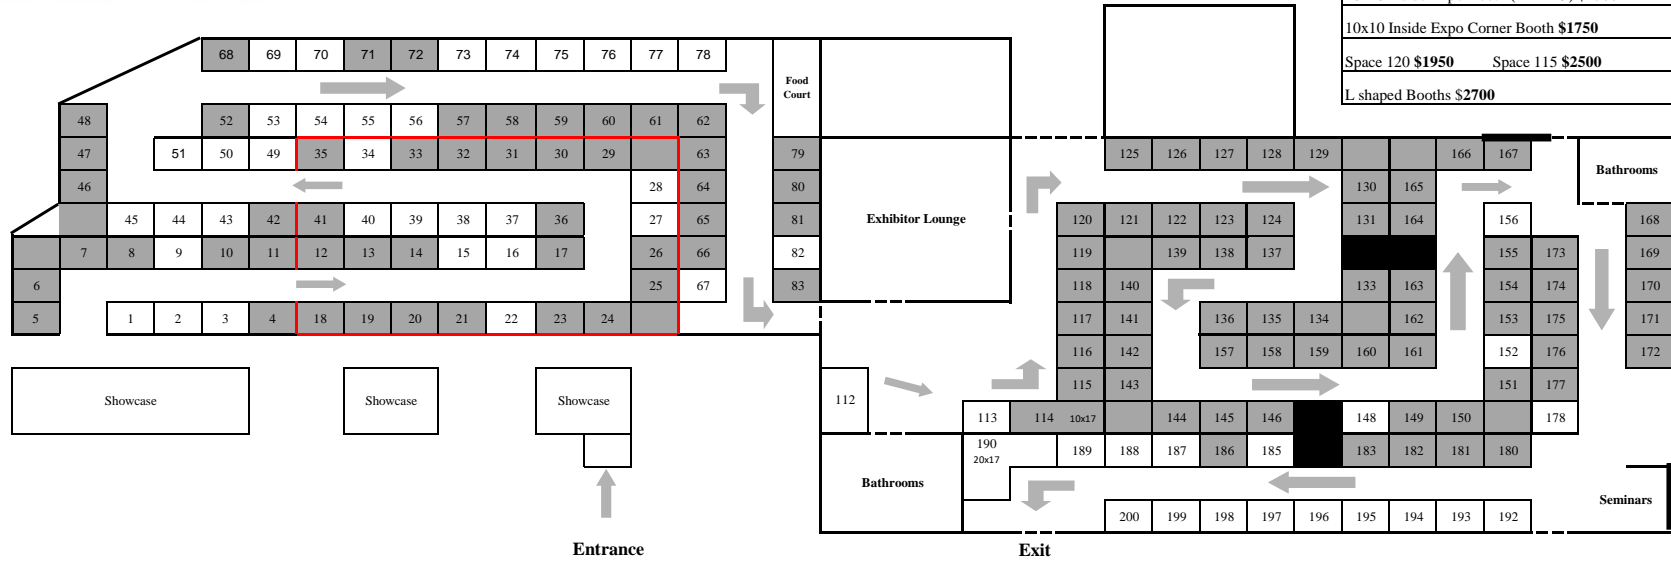 10x10 Inside Expo Corner Booth $1750
Space 120 $1950 Space 115 $2500
L shaped Booths $2700
68 69 70 71 72 73 74 75 76 77 78
Food
Court
48 52 53 54 55 56 57 58 59 60 61 62
47 51 50 49 35 34 33 32 31 30 29 63 79
125 126 127 128 129 166 167
Bathrooms
46 28 64 80 130 165
45 44 43 42 41 40 39 38 37 36 27 65 81
Exhibitor Lounge
120 121 122 123 124 131 164 156 168
7 8 9 10 11 12 13 14 15 16 17 26 66 82
119 139 138 137 155 173 169
6 25 67 83 118 140 133 163 154 174 170
5 1 2 3 4 18 19 20 21 22 23 24
117 141 136 135 134 162 153 175 171
116 142 157 158 159 160 161 152 176 172
115 143 151 177
Showcase Showcase Showcase
112
113 114 10x17 144 145 146 148 149 150 178
190
20x17
189 188 187 186 185 183 182 181 180
Bathrooms
Seminars
200 199 198 197 196 195 194 193 192
Entrance
Exit